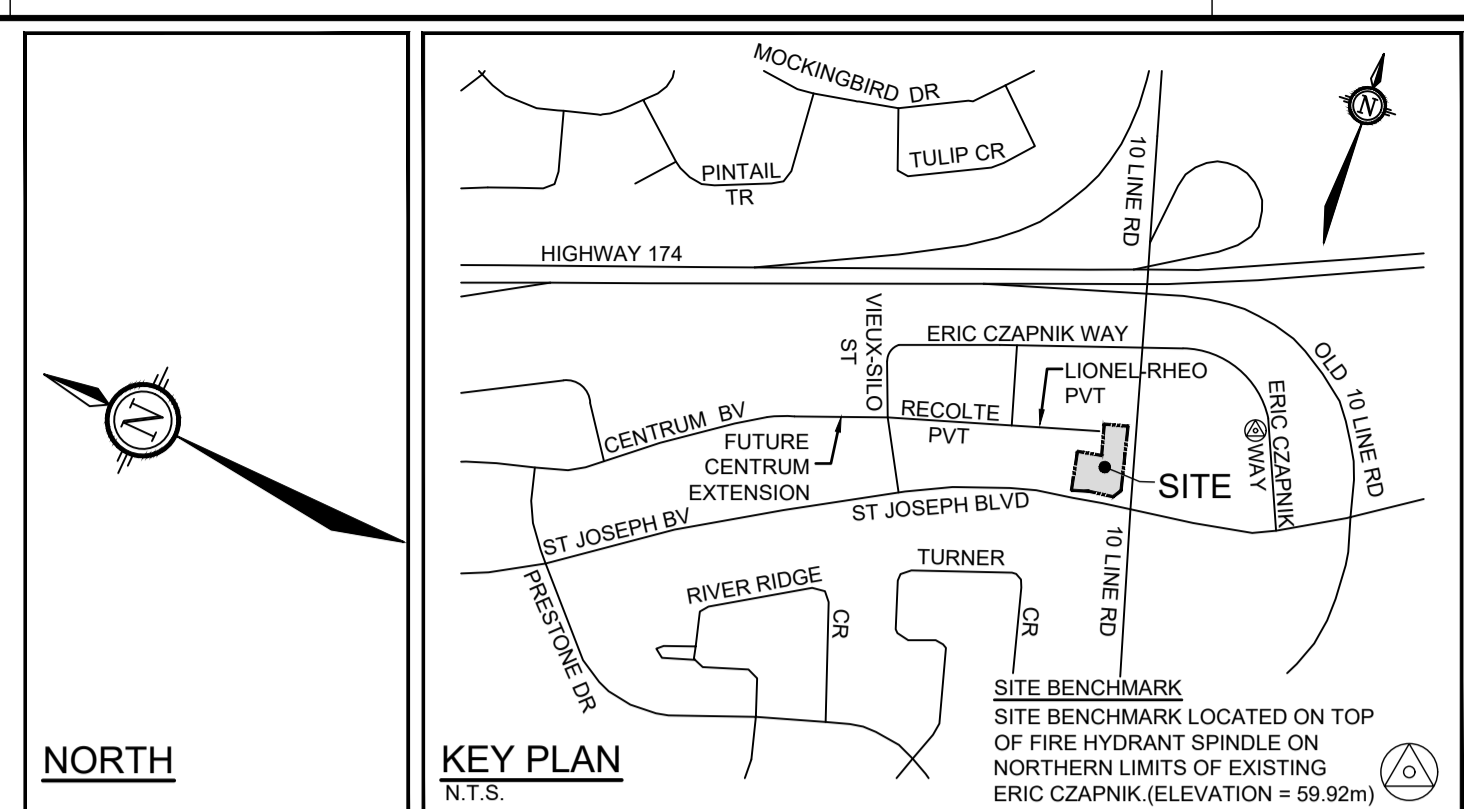 N
NORTH
MOCKINGBIRD DR
PINTAIL
TR
TULIP CR
10 LINE RD
N
HIGHWAY 174
VIEUX-SILO
ST
ERIC CZAPNIK WAY
LIONEL-RHEO
PVT
OLD 10 LINE RD
ERIC CZAPNIK
WAY
CENTRUM BV
RECOLTE
PVT
FUTURE
CENTRUM
EXTENSION
SITE
ST JOSEPH BV
ST JOSEPH BLVD
10 LINE RD
PRESTONE DR
RIVER RIDGE
CR
TURNER
CR
SITE BENCHMARK
SITE BENCHMARK LOCATED ON TOP
OF FIRE HYDRANT SPINDLE ON
NORTHERN LIMITS OF EXISTING
ERIC CZAPNIK.(ELEVATION = 59.92m)
KEY PLAN
N.T.S.